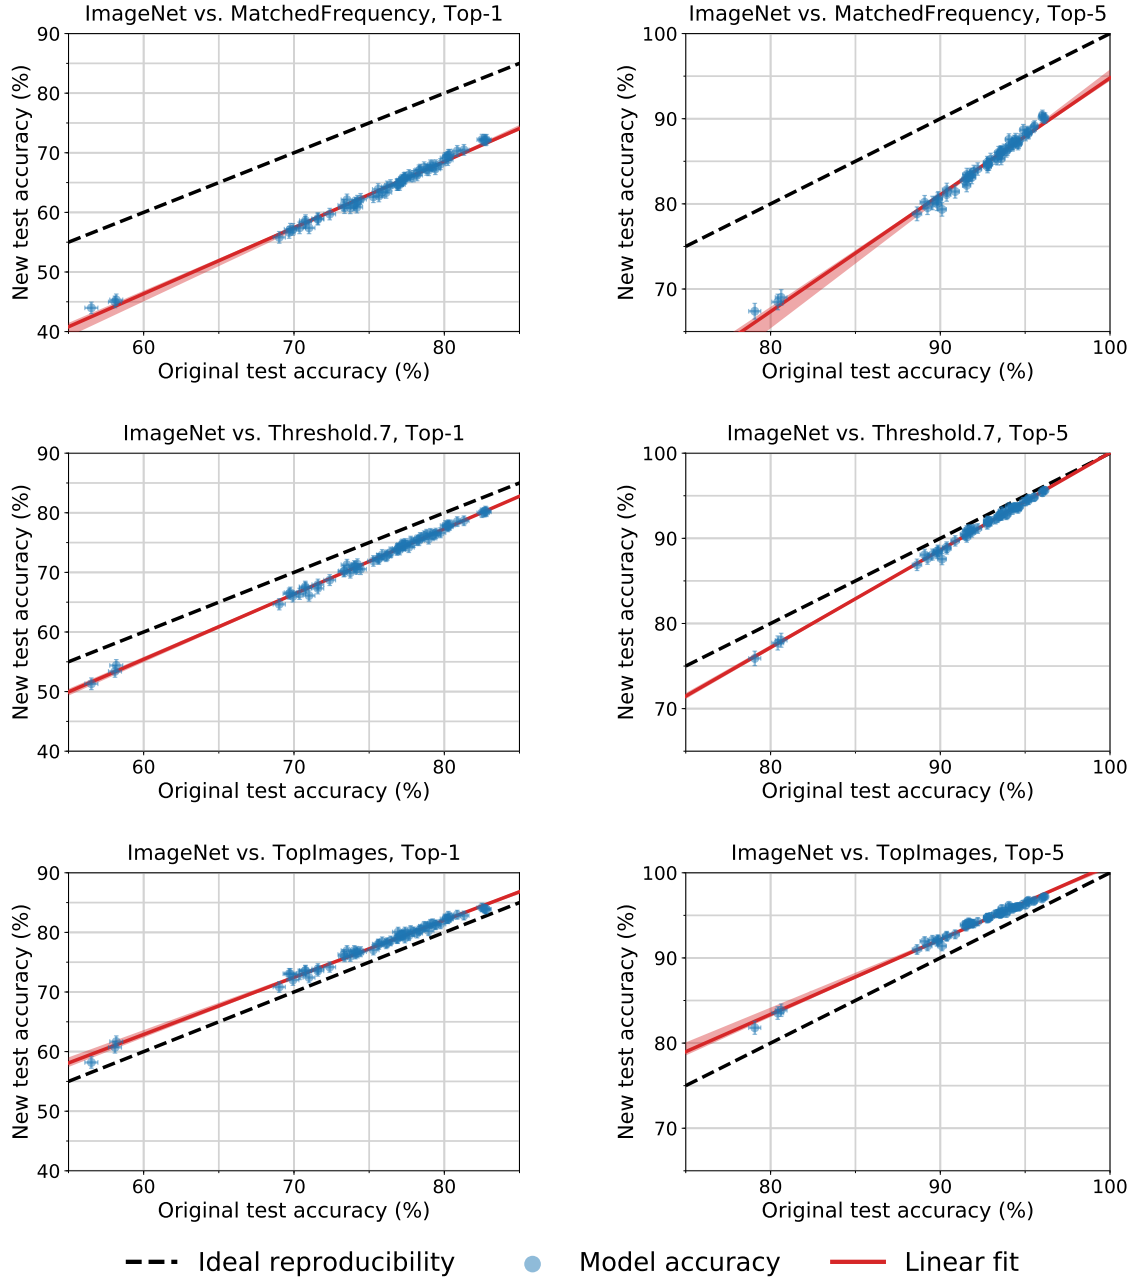 ImageNet vs. MatchedFrequency, Top-1
90
80
70
60
50
40
60
70
80
New test accuracy (%)
Original test accuracy (%)
ImageNet vs. MatchedFrequency, Top-5
100
90
80
70
80
90
100
New test accuracy (%)
Original test accuracy (%)
ImageNet vs. Threshold.7, Top-1
90
80
70
60
50
40
60
70
80
New test accuracy (%)
Original test accuracy (%)
ImageNet vs. Threshold.7, Top-5
100
90
80
70
80
90
100
New test accuracy (%)
Original test accuracy (%)
ImageNet vs. TopImages, Top-1
90
80
70
60
50
40
60
70
80
New test accuracy (%)
Original test accuracy (%)
ImageNet vs. TopImages, Top-5
100
90
80
70
80
90
100
New test accuracy (%)
Original test accuracy (%)
Ideal reproducibility
Model accuracy
Linear fit